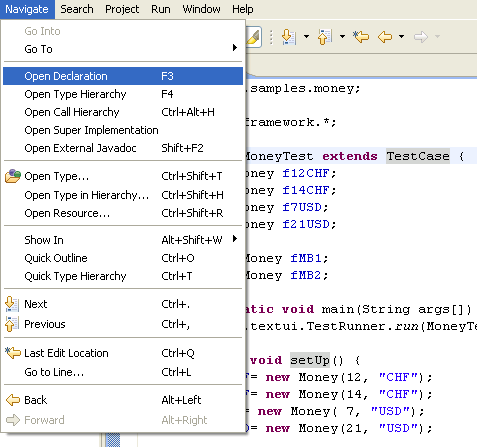 Navigate Search Project Run Window Help
Go Into
Go To
Open Declaration F3
Open Type Hierarchy F4
Open Call Hierarchy Ctrl+Alt+H
Open Super Implementation
Open External Javadoc Shift+F2
Open Type... Ctrl+Shift+T
Open Type in Hierarchy... Ctrl+Shift+H
Open Resource... Ctrl+Shift+R
Show In Alt+Shift+W
Quick Outline Ctrl+O
Quick Type Hierarchy Ctrl+T
Next Ctrl+.
Previous Ctrl+,
Last Edit Location Ctrl+Q
Go to Line... Ctrl+L
Back Alt+Left
Forward Alt+Right
.samples.money;
framework.*;
MoneyTest extends TestCase {
oney f12CHF;
oney f14CHF;
oney f7USD;
oney f21USD;
Money fMB1;
Money fMB2;
atic void main(String args[])
.textui.TestRunner.run(MoneyTe
void setUp() {
= new Money(12, "CHF");
= new Money(14, "CHF");
= new Money( 7, "USD");
= new Money(21, "USD");